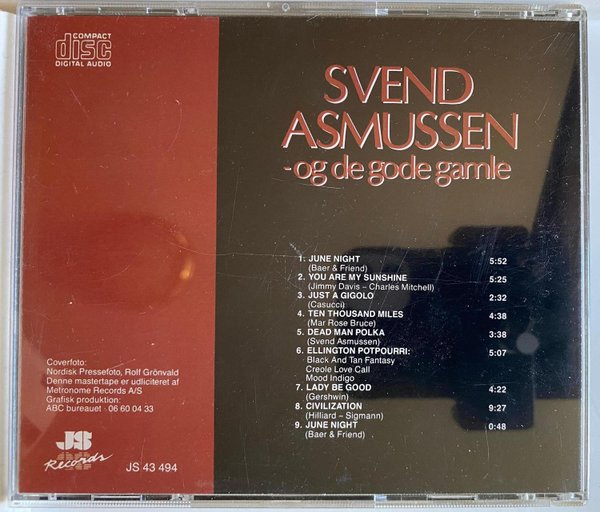 COMPACT
disc
DIGITAL AUDIO
SVEND
ASMUSSEN
-og de gode gamle
1. JUNE NIGHT 5:52
(Baer & Friend)
2. YOU ARE MY SUNSHINE 5:25
(Jimmy Davis – Charles Mitchell)
3. JUST A GIGOLO 2:32
(Casucci)
4. TEN THOUSAND MILES 4:38
(Mar Rose Bruce)
5. DEAD MAN POLKA 3:38
(Svend Asmussen)
6. ELLINGTON POTPOURRI: 5:07
Black And Tan Fantasy
Creole Love Call
Mood Indigo
7. LADY BE GOOD 4:22
(Gershwin)
8. CIVILIZATION 9:27
(Hilliard – Sigmann)
9. JUNE NIGHT 0:48
(Baer & Friend)
Coverfoto:
Nordisk Pressefoto, Rolf Grönvald
Denne mastertape er udliciteret af
Metronome Records A/S
Grafisk produktion:
ABC bureauet · 06 60 04 33
JS
Records
JS 43 494